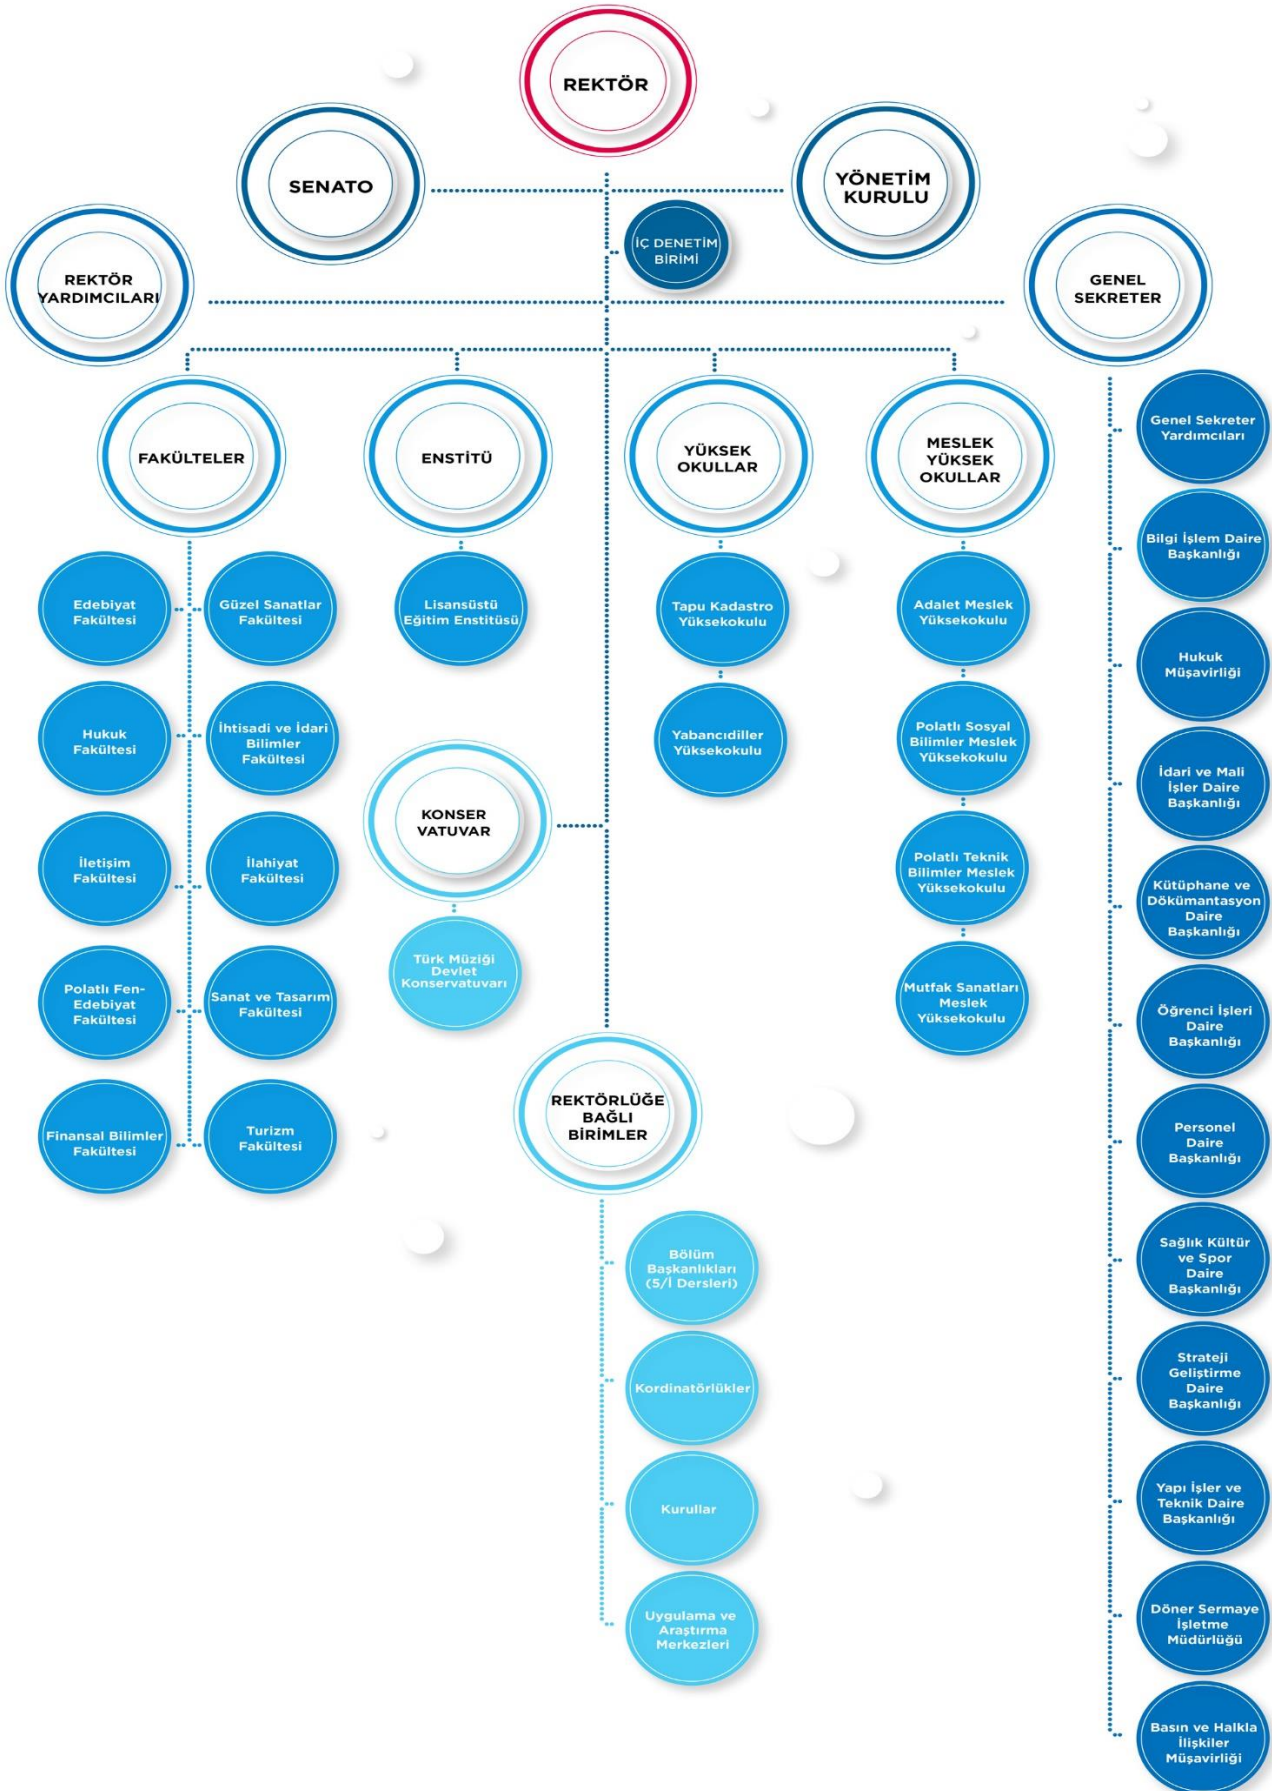 REKTÖR
SENATO
YÖNETİM
KURULU
İÇ DENETİM
BİRİMİ
REKTÖR
YARDIMCILARI
GENEL
SEKRETER
FAKÜLTELER
ENSTİTÜ
YÜKSEK
OKULLAR
MESLEK
YÜKSEK
OKULLAR
Edebiyat
Fakültesi
Güzel Sanatlar
Fakültesi
Hukuk
Fakültesi
İhtisadi ve İdari
Bilimler
Fakültesi
İletişim
Fakültesi
İlahiyat
Fakültesi
Polatlı Fen-
Edebiyat
Fakültesi
Sanat ve Tasarım
Fakültesi
Finansal Bilimler
Fakültesi
Turizm
Fakültesi
Lisansüstü
Eğitim Enstitüsü
KONSER
VATUVAR
Türk Müziği
Devlet
Konservatuvarı
Tapu Kadastro
Yüksekokulu
Yabancıdiller
Yüksekokulu
Adalet Meslek
Yüksekokulu
Polatlı Sosyal
Bilimler Meslek
Yüksekokulu
Polatlı Teknik
Bilimler Meslek
Yüksekokulu
Mutfak Sanatları
Meslek
Yüksekokulu
REKTÖRLÜĞE
BAĞLI
BİRİMLER
Bölüm
Başkanlıkları
(5/İ Dersleri)
Kordinatörlükler
Kurullar
Uygulama ve
Araştırma
Merkezleri
Genel Sekreter
Yardımcıları
Bilgi İşlem Daire
Başkanlığı
Hukuk
Müşavirliği
İdari ve Mali
İşler Daire
Başkanlığı
Kütüphane ve
Dökümantasyon
Daire
Başkanlığı
Öğrenci İşleri
Daire
Başkanlığı
Personel
Daire
Başkanlığı
Sağlık Kültür
ve Spor
Daire
Başkanlığı
Strateji
Geliştirme
Daire
Başkanlığı
Yapı İşler ve
Teknik Daire
Başkanlığı
Döner Sermaye
İşletme
Müdürlüğü
Basın ve Halkla
İlişkiler
Müşavirliği